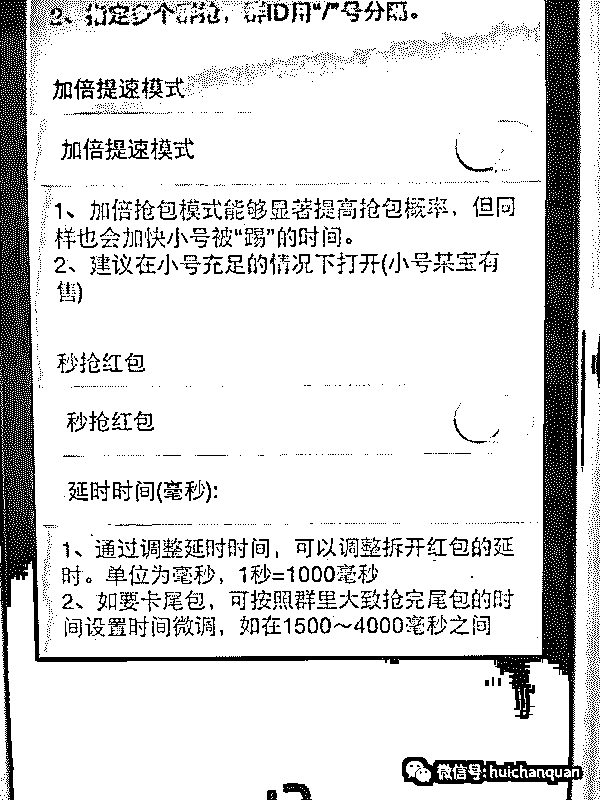 2、指定多个群抢，群ID用“/”号分隔。
加倍提速模式
加倍提速模式
1、加倍抢包模式能够显著提高抢包概率，但同
样也会加快小号被“踢”的时间。
2、建议在小号充足的情况下打开(小号某宝有
售)
秒抢红包
秒抢红包
延时时间(毫秒):
1、通过调整延时时间，可以调整拆开红包的延
时。单位为毫秒，1秒=1000毫秒
2、如要卡尾包，可按照群里大致抢完尾包的时
间设置时间微调，如在1500～4000毫秒之间
微信号: huichanquan